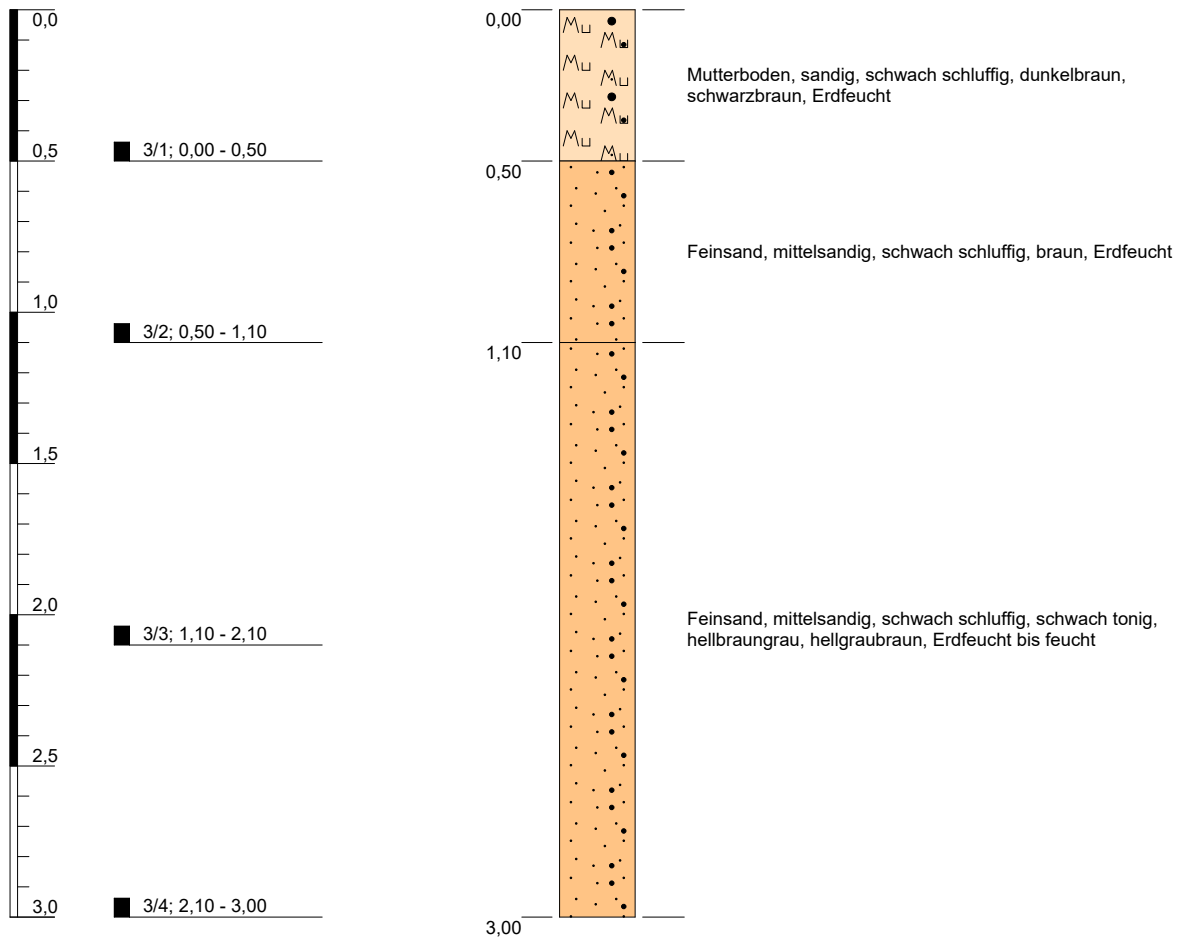 0,0
0,5
1,0
1,5
2,0
2,5
3,0
3/1; 0,00 - 0,50
3/2; 0,50 - 1,10
3/3; 1,10 - 2,10
3/4; 2,10 - 3,00
0,00
0,50
1,10
3,00
Mutterboden, sandig, schwach schluffig, dunkelbraun,
schwarzbraun, Erdfeucht
Feinsand, mittelsandig, schwach schluffig, braun, Erdfeucht
Feinsand, mittelsandig, schwach schluffig, schwach tonig,
hellbraungrau, hellgraubraun, Erdfeucht bis feucht